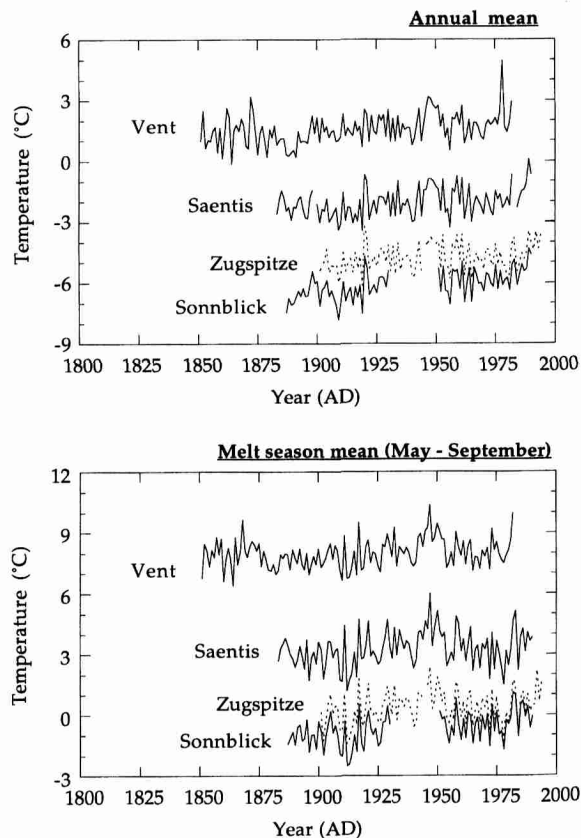 Annual mean
6
3
0
-3
-6
-9
Temperature (°C)
Vent
Saentis
Zugspitze
Sonnblick
1800 1825 1850 1875 1900 1925 1950 1975 2000
Year (AD)
Melt season mean (May - September)
12
9
6
3
0
-3
Temperature (°C)
Vent
Saentis
Zugspitze
Sonnblick
1800 1825 1850 1875 1900 1925 1950 1975 2000
Year (AD)